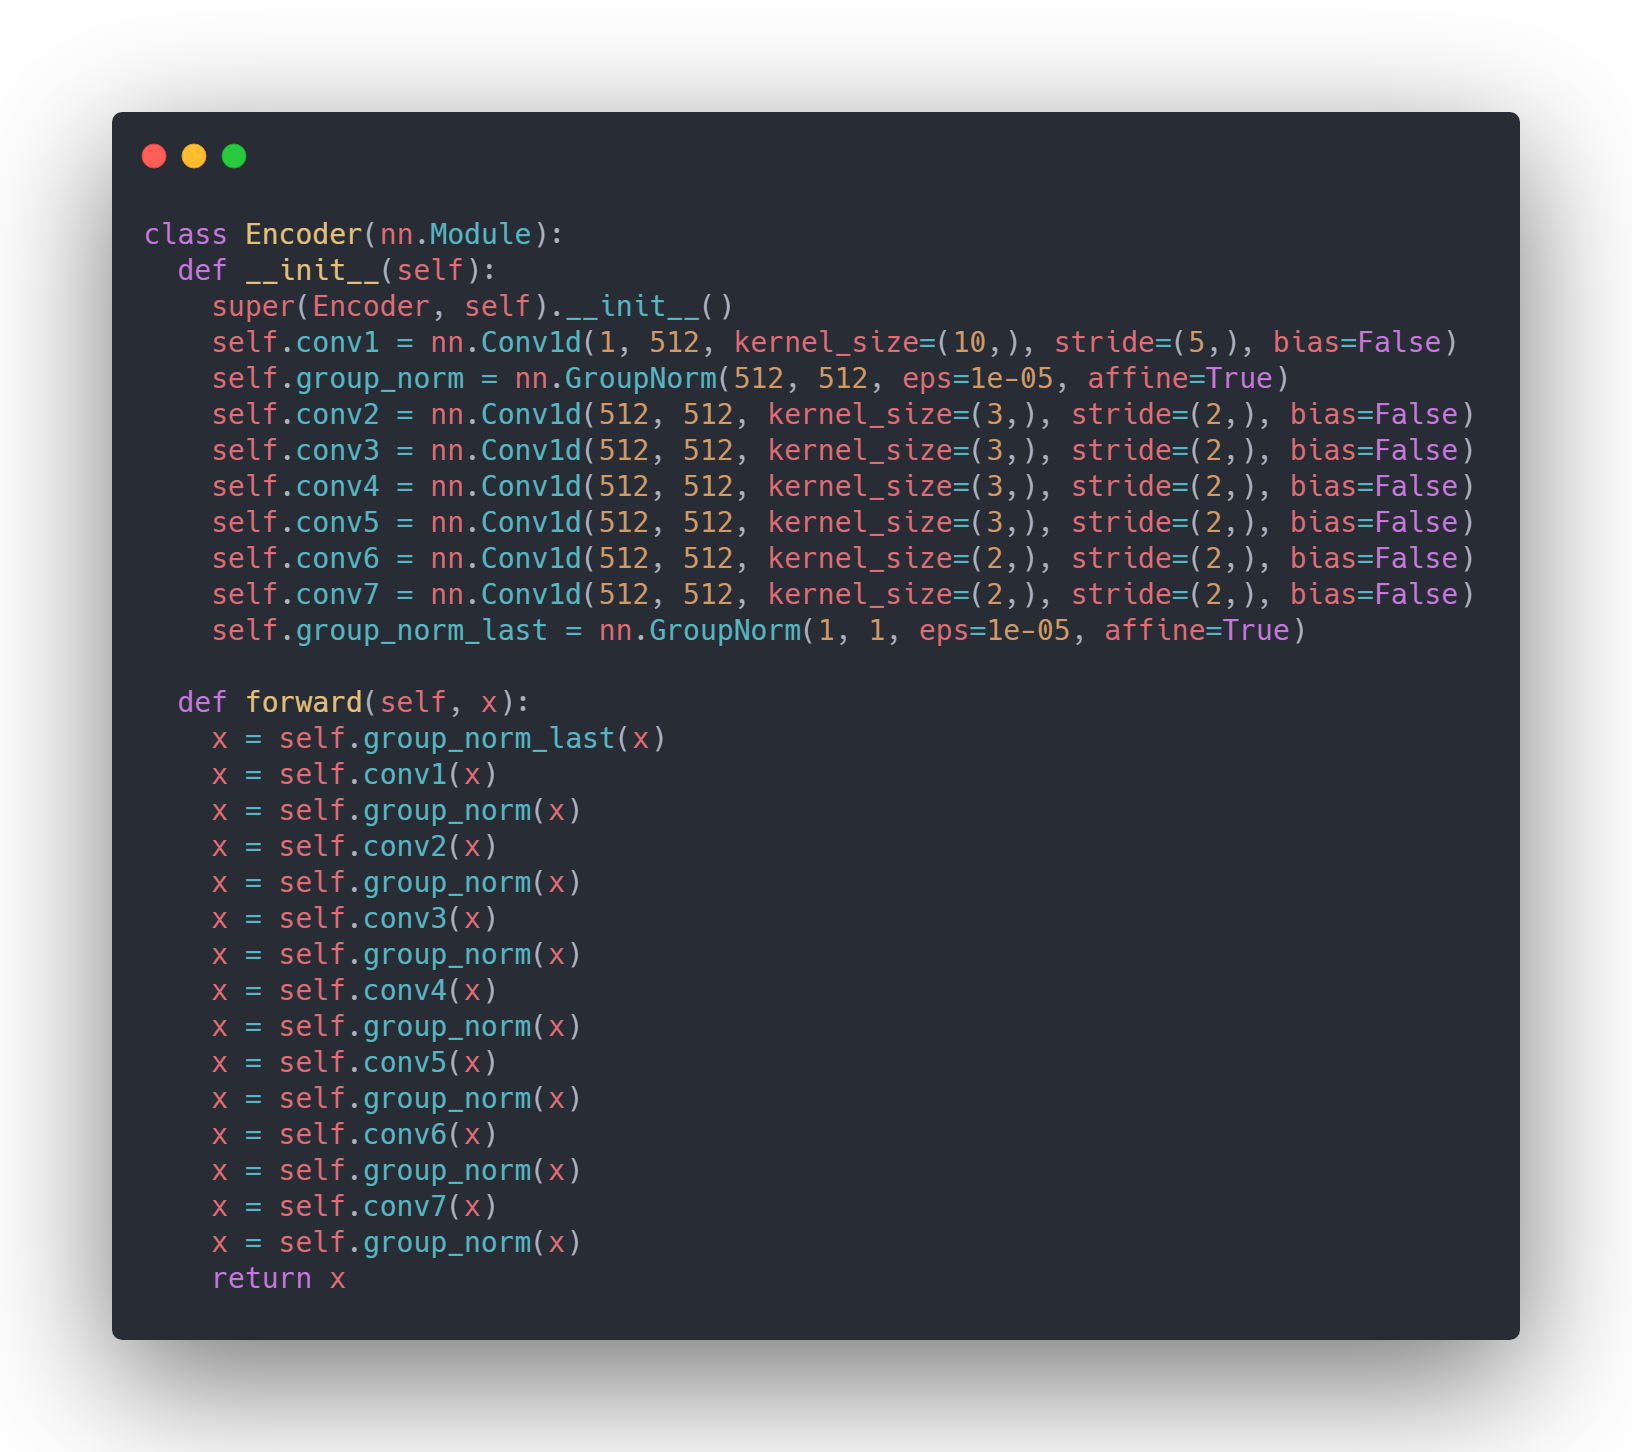 class Encoder(nn.Module):
  def __init__(self):
    super(Encoder, self).__init__()
    self.conv1 = nn.Conv1d(1, 512, kernel_size=(10,), stride=(5,), bias=False)
    self.group_norm = nn.GroupNorm(512, 512, eps=1e-05, affine=True)
    self.conv2 = nn.Conv1d(512, 512, kernel_size=(3,), stride=(2,), bias=False)
    self.conv3 = nn.Conv1d(512, 512, kernel_size=(3,), stride=(2,), bias=False)
    self.conv4 = nn.Conv1d(512, 512, kernel_size=(3,), stride=(2,), bias=False)
    self.conv5 = nn.Conv1d(512, 512, kernel_size=(3,), stride=(2,), bias=False)
    self.conv6 = nn.Conv1d(512, 512, kernel_size=(2,), stride=(2,), bias=False)
    self.conv7 = nn.Conv1d(512, 512, kernel_size=(2,), stride=(2,), bias=False)
    self.group_norm_last = nn.GroupNorm(1, 1, eps=1e-05, affine=True)

  def forward(self, x):
    x = self.group_norm_last(x)
    x = self.conv1(x)
    x = self.group_norm(x)
    x = self.conv2(x)
    x = self.group_norm(x)
    x = self.conv3(x)
    x = self.group_norm(x)
    x = self.conv4(x)
    x = self.group_norm(x)
    x = self.conv5(x)
    x = self.group_norm(x)
    x = self.conv6(x)
    x = self.group_norm(x)
    x = self.conv7(x)
    x = self.group_norm(x)
    return x